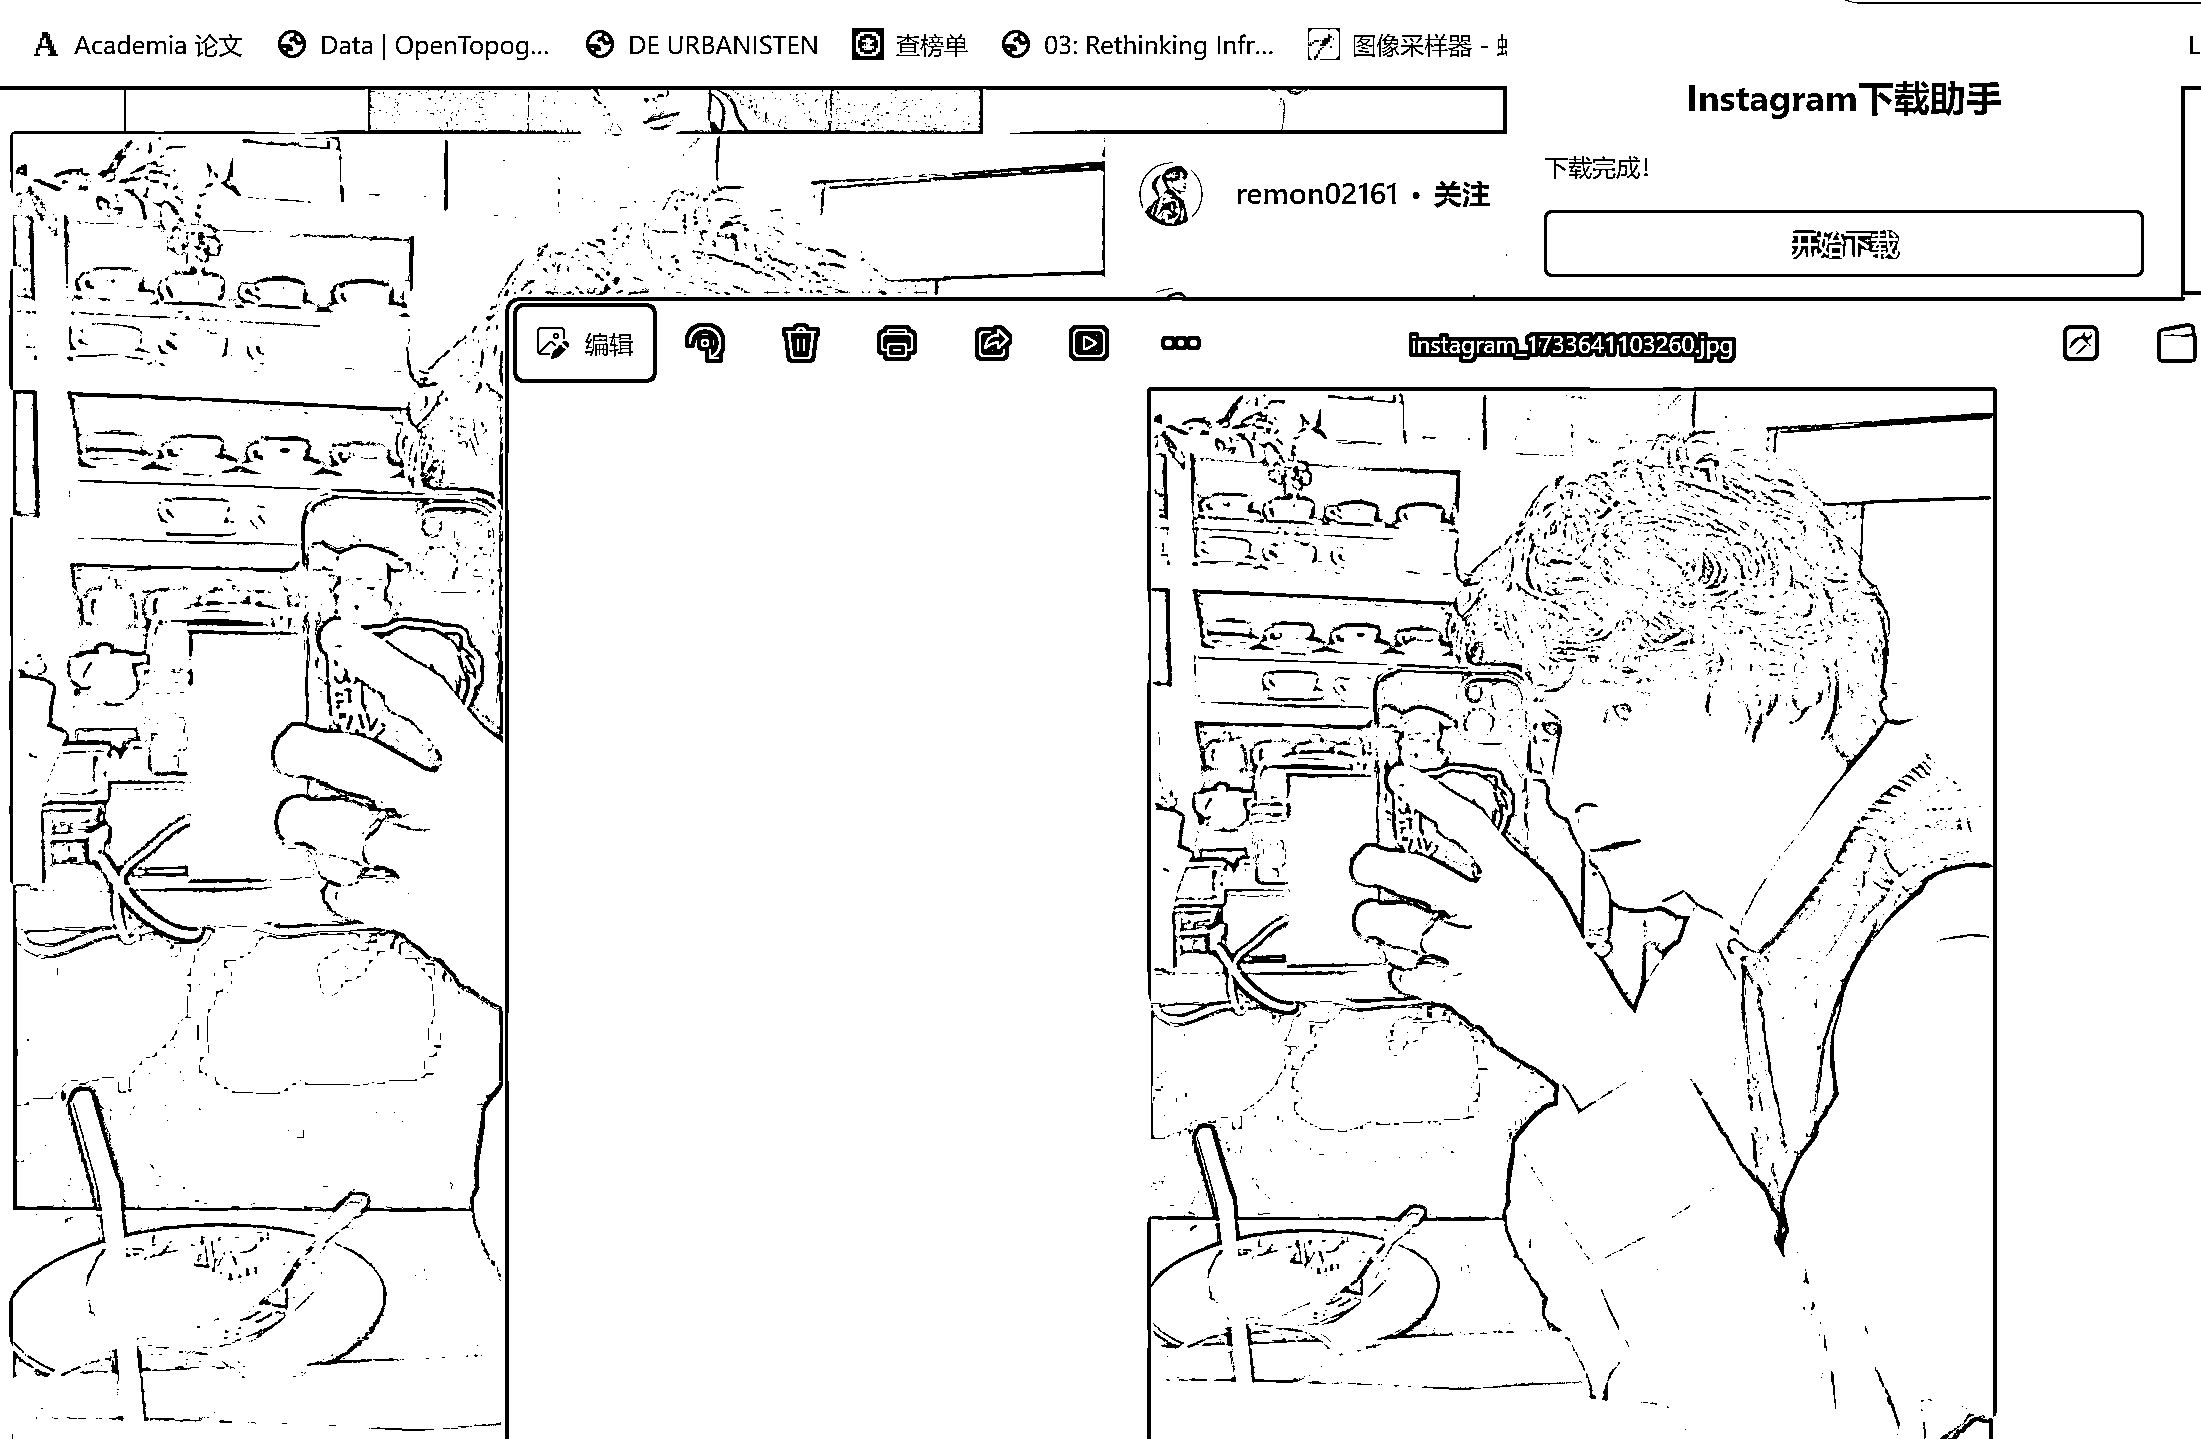 Academia 论文
Data | OpenTopog...
DE URBANISTEN
查榜单
03: Rethinking Infr...
图像采样器 -
Instagram下载助手
下载完成!
remon02161 • 关注
开始下载
编辑
instagram_1733641103260.jpg